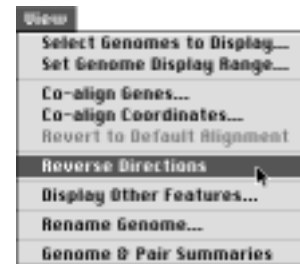 View
Select Genomes to Display...
Set Genome Display Range...
Co-align Genes...
Co-align Coordinates...
Revert to Default Alignment
Reverse Directions
Display Other Features...
Rename Genome...
Genome & Pair Summaries